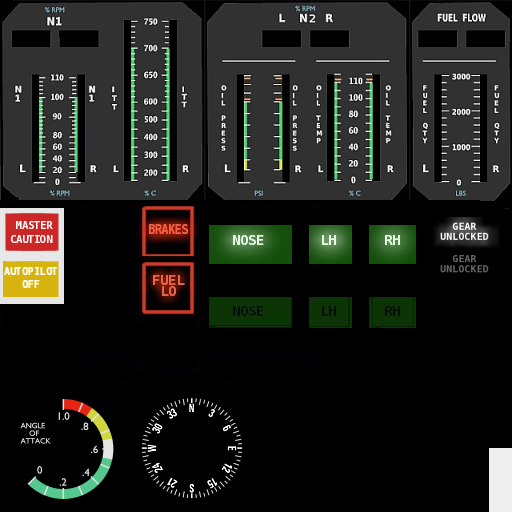 % RPM
N1
110
100
90
80
60
40
20
0
N1
N1
L
R
% RPM
750
700
650
600
500
400
300
200
ITT
ITT
L
R
% C
% RPM
L N2 R
OIL PRESS
OIL PRESS
L
R
PSI
OIL TEMP
OIL TEMP
110
120
100
80
60
40
20
0
L
R
% C
FUEL FLOW
3000
2000
1000
0
FUEL QTY
FUEL QTY
L
R
LBS
MASTER
CAUTION
AUTOPILOT
OFF
BRAKES
FUEL
LO
NOSE
LH
RH
GEAR
UNLOCKED
GEAR
UNLOCKED
NOSE
LH
RH
ANGLE
OF
ATTACK
1.0
.8
.6
.4
.2
0
N
3
6
E
12
15
S
21
24
W
30
33